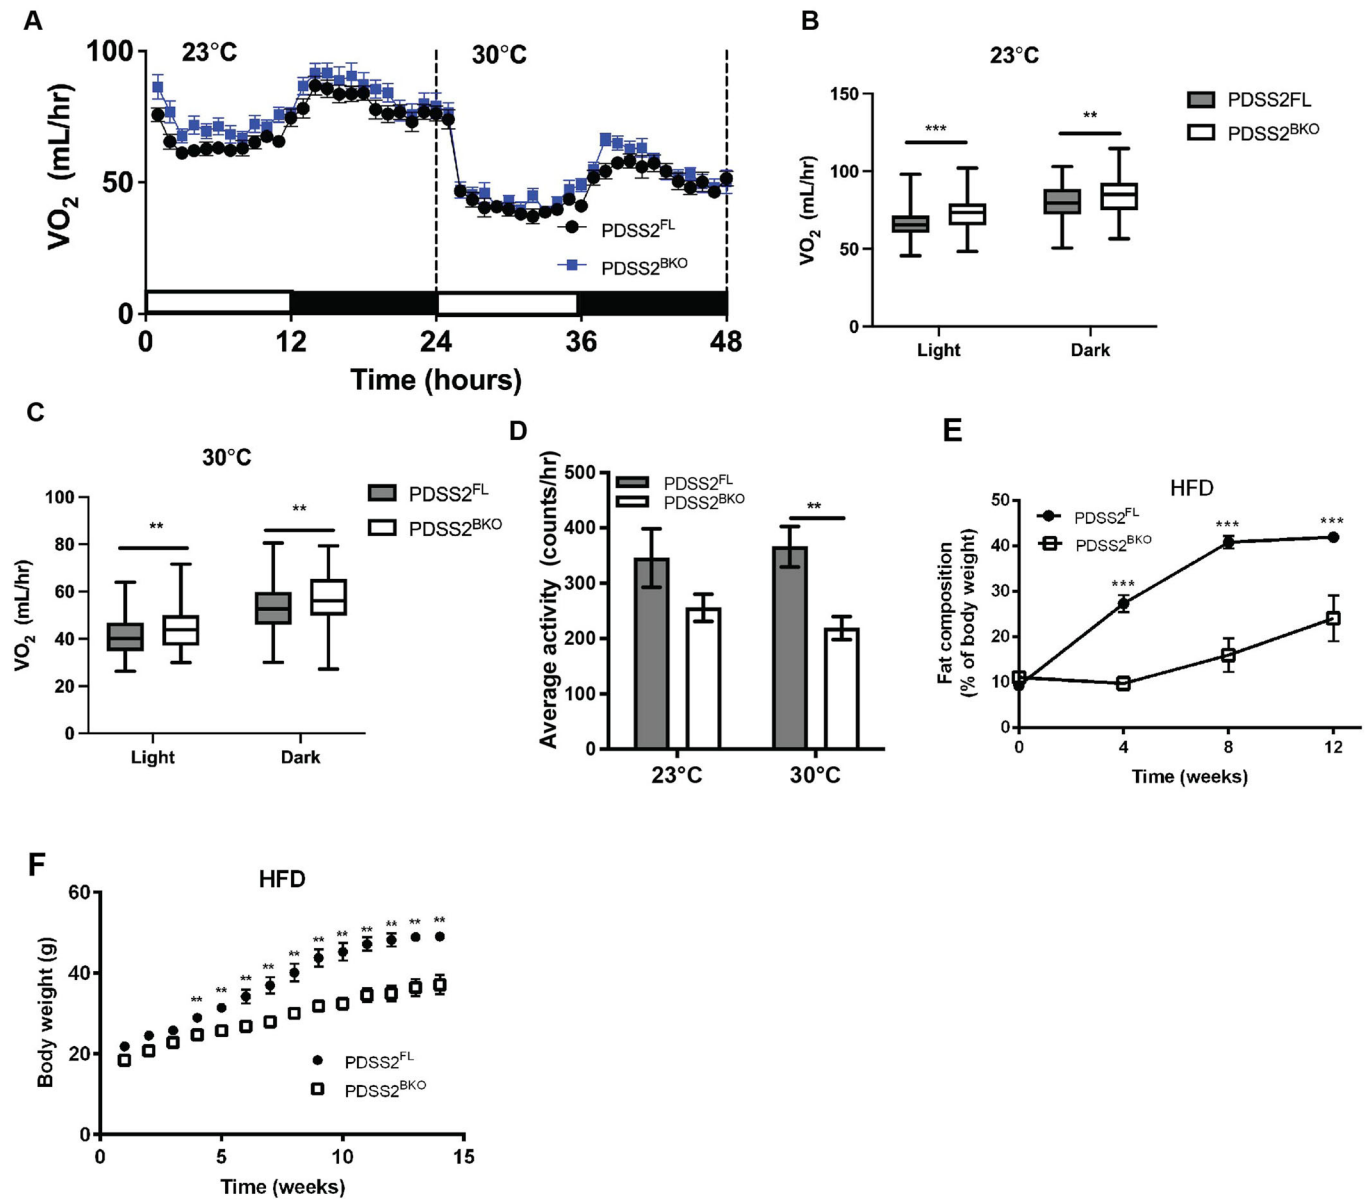 A
23°C
30°C
VO2 (mL/hr)
100
50
0
PDSS2FL
PDSS2BKO
0 12 24 36 48
Time (hours)
B
23°C
VO2 (mL/hr)
150
100
50
0
***
**
PDSS2FL
PDSS2BKO
Light Dark
C
30°C
VO2 (mL/hr)
100
80
60
40
20
0
**
**
PDSS2FL
PDSS2BKO
Light Dark
D
Average activity (counts/hr)
500
400
300
200
100
0
PDSS2FL
PDSS2BKO
**
23°C 30°C
E
HFD
Fat composition
(% of body weight)
50
40
30
20
10
0
PDSS2FL
PDSS2BKO
***
***
***
0 4 8 12
Time (weeks)
F
HFD
Body weight (g)
60
40
20
0
** ** ** ** ** ** ** ** ** ** **
PDSS2FL
PDSS2BKO
0 5 10 15
Time (weeks)